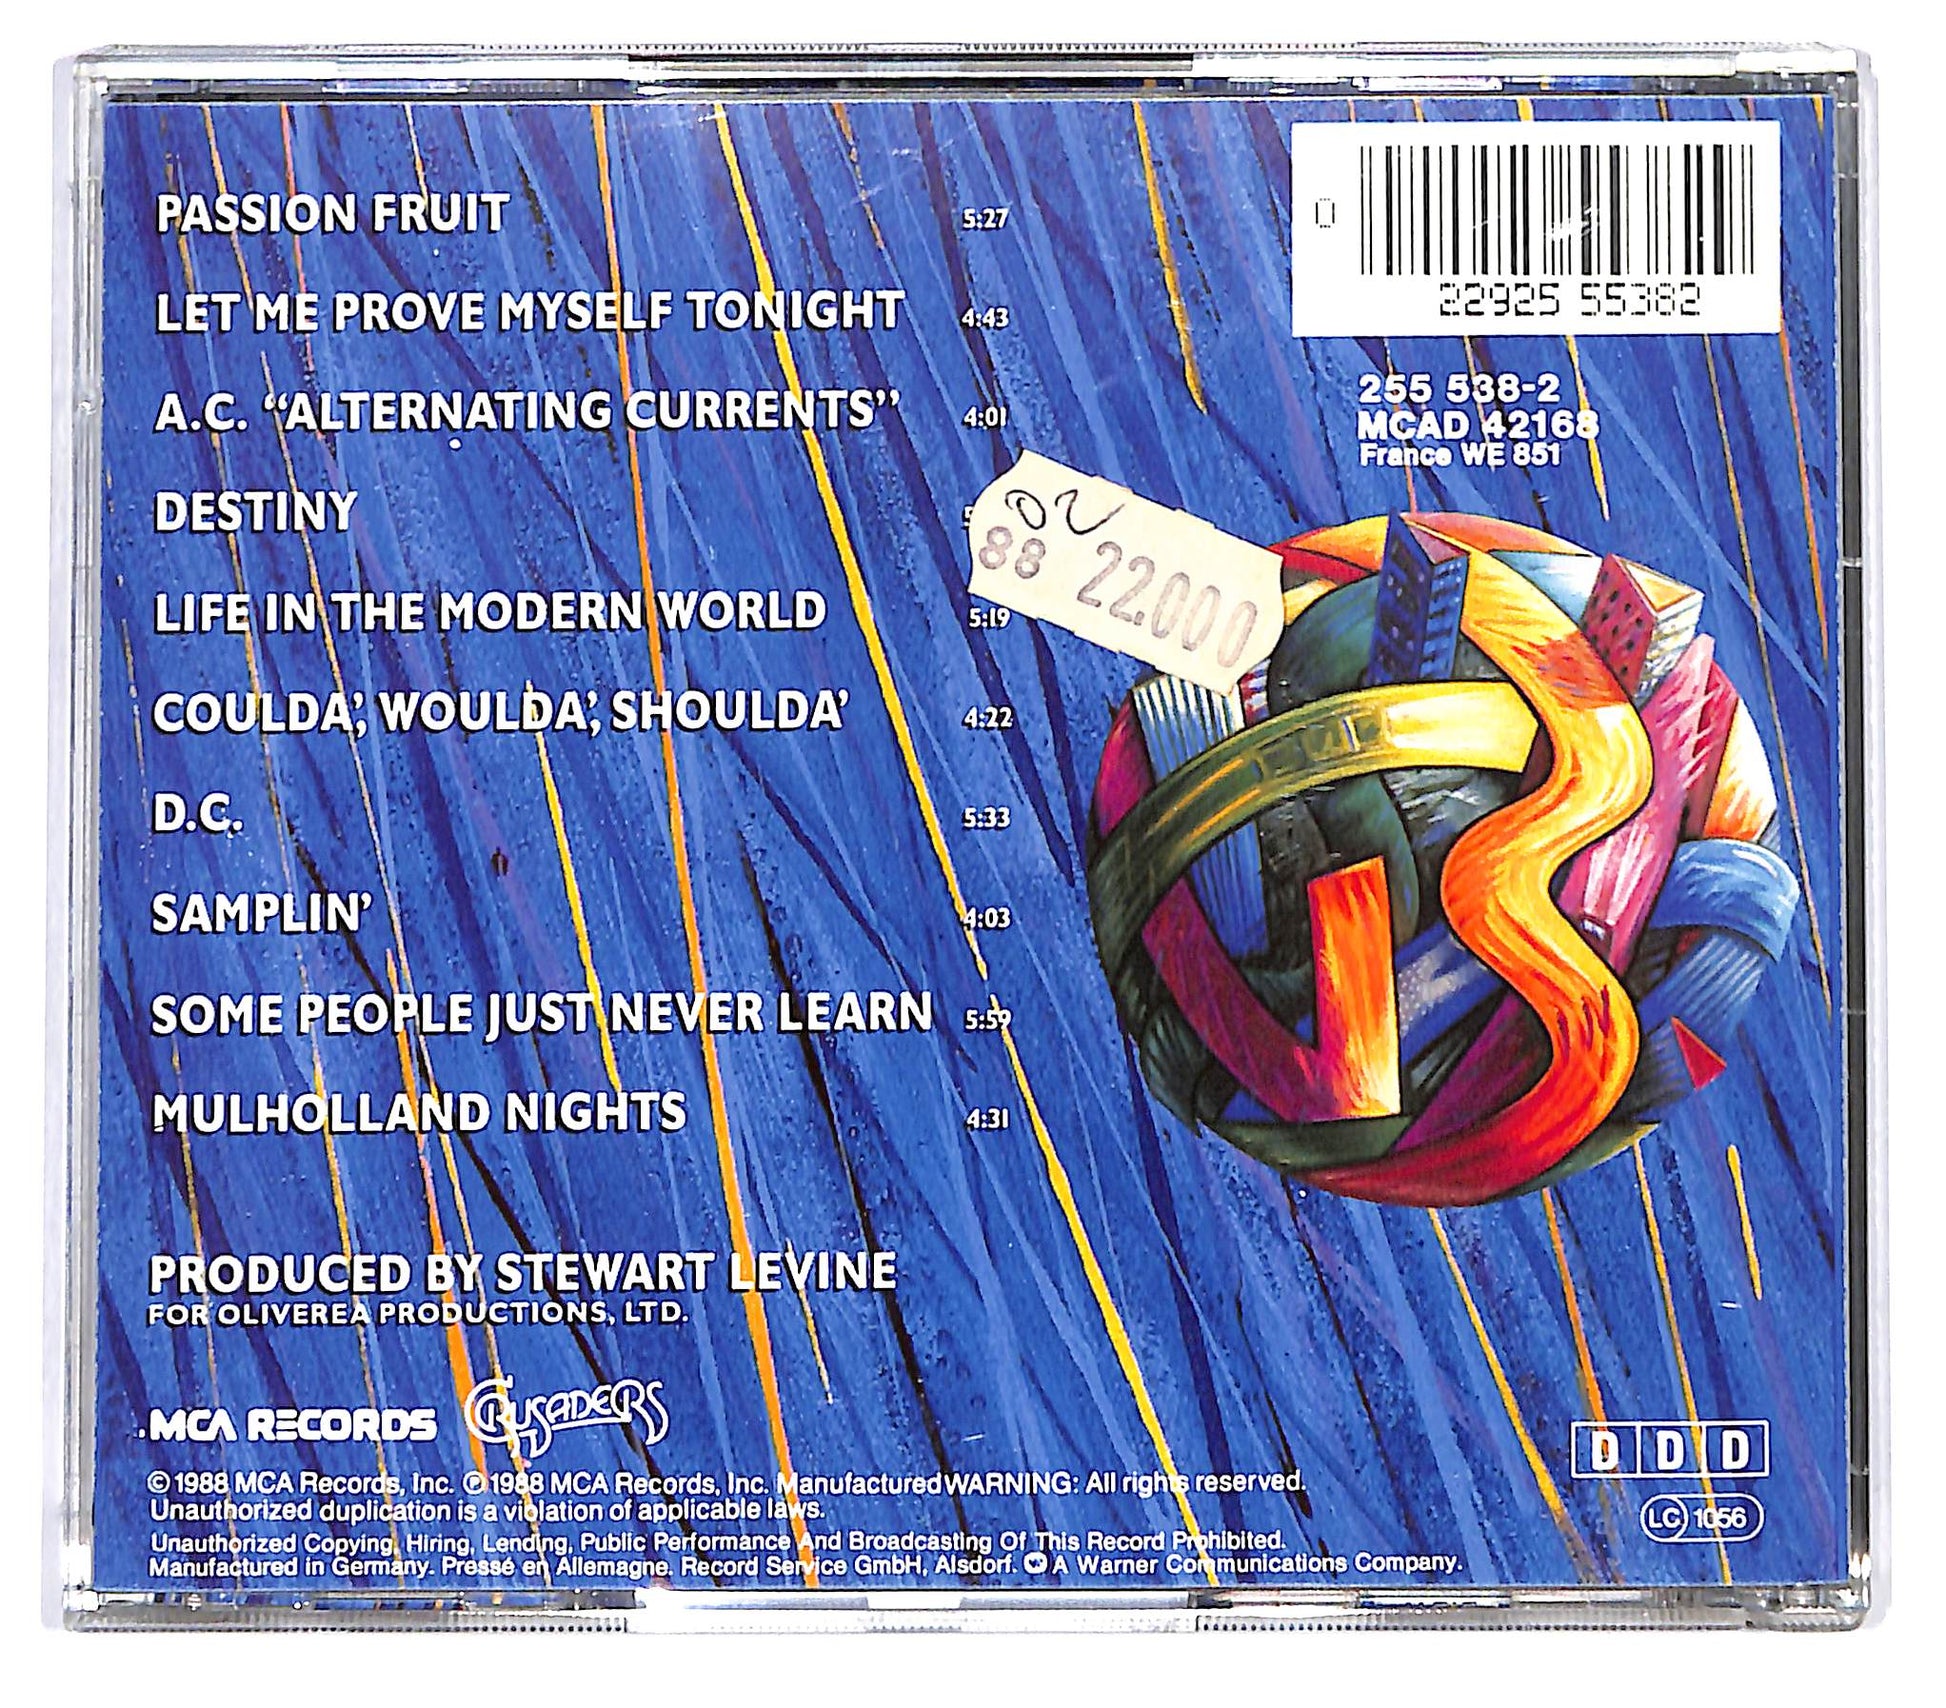 PASSION FRUIT 5:27
LET ME PROVE MYSELF TONIGHT 4:43
A.C. “ALTERNATING CURRENTS” 4:01
DESTINY
LIFE IN THE MODERN WORLD 5:19
COULDA', WOULDA', SHOULDA' 4:22
D.C. 5:33
SAMPLIN' 4:03
SOME PEOPLE JUST NEVER LEARN 5:59
MULHOLLAND NIGHTS 4:31
PRODUCED BY STEWART LEVINE
FOR OLIVEREA PRODUCTIONS, LTD.
0
22925 55382
255 538-2
MCAD 42168
France WE 851
02
88 22.000
MCA RECORDS CRUSADERS
DDD
LC 1056
©1988 MCA Records, Inc. ℗1988 MCA Records, Inc. Manufactured WARNING: All rights reserved.
Unauthorized duplication is a violation of applicable laws.
Unauthorized Copying, Hiring, Lending, Public Performance And Broadcasting Of This Record Prohibited.
Manufactured in Germany. Pressé en Allemagne. Record Service GmbH, Alsdorf. A Warner Communications Company.